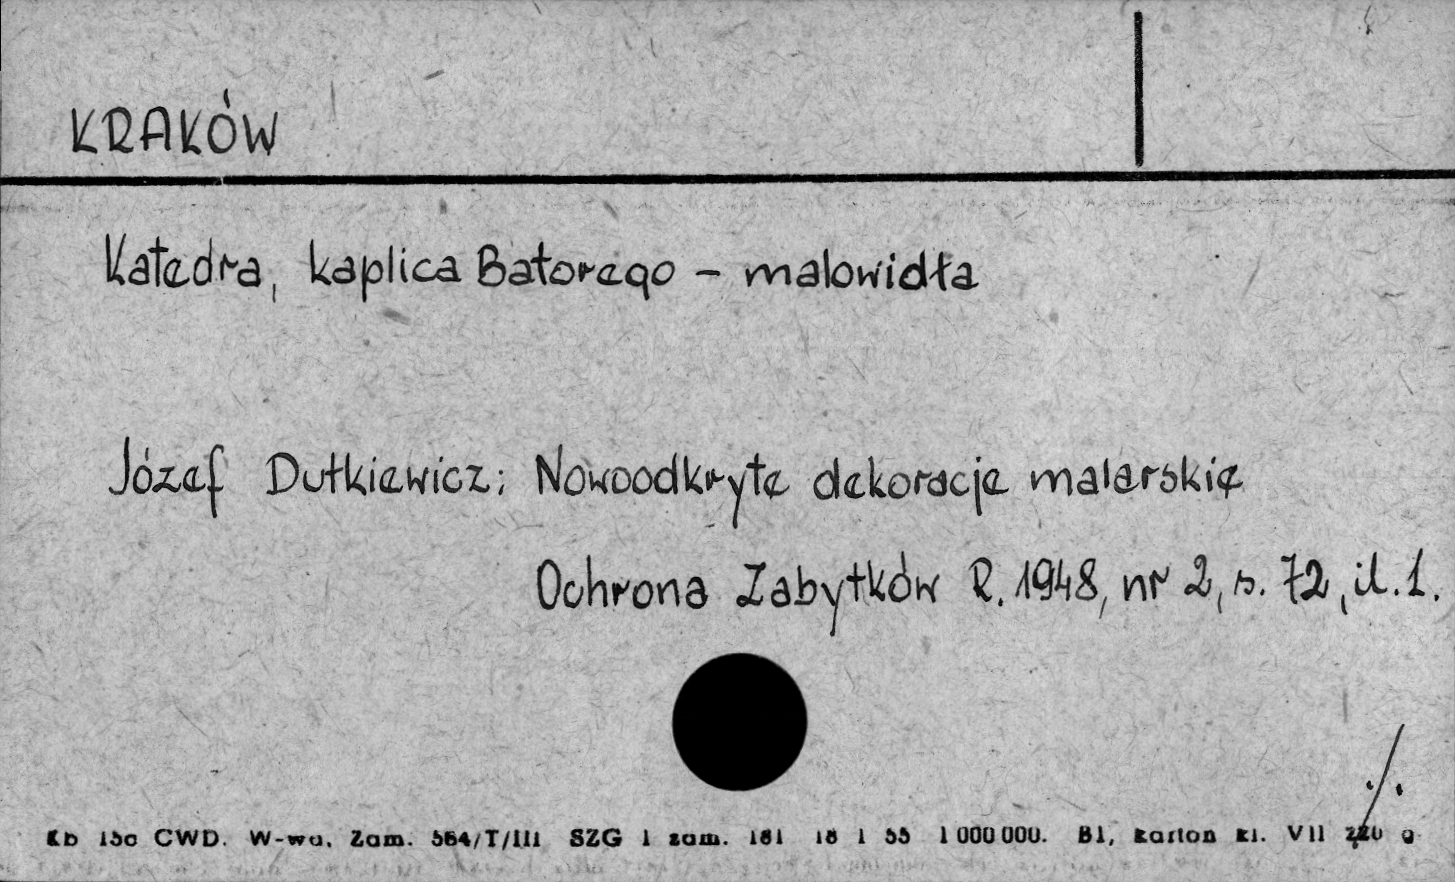 KRAKÓW
Katedra, kaplica Batorego – malowidła
Józef Dutkiewicz; Nowoodkryte dekoracje malarskie
Ochrona Zabytków R. 1948, nr 2, s. 72, il. 1.
./.
Kb 15c CWD. W-wa, Zam. 564/T/III SZG 1 zam. 181 18 1 55 1 000 000. B1, karton kl. VII 220 g